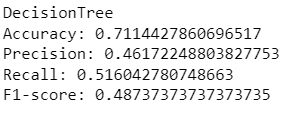 DecisionTree
Accuracy: 0.7114427860696517
Precision: 0.46172248803827753
Recall: 0.516042780748663
F1-score: 0.48737373737373735